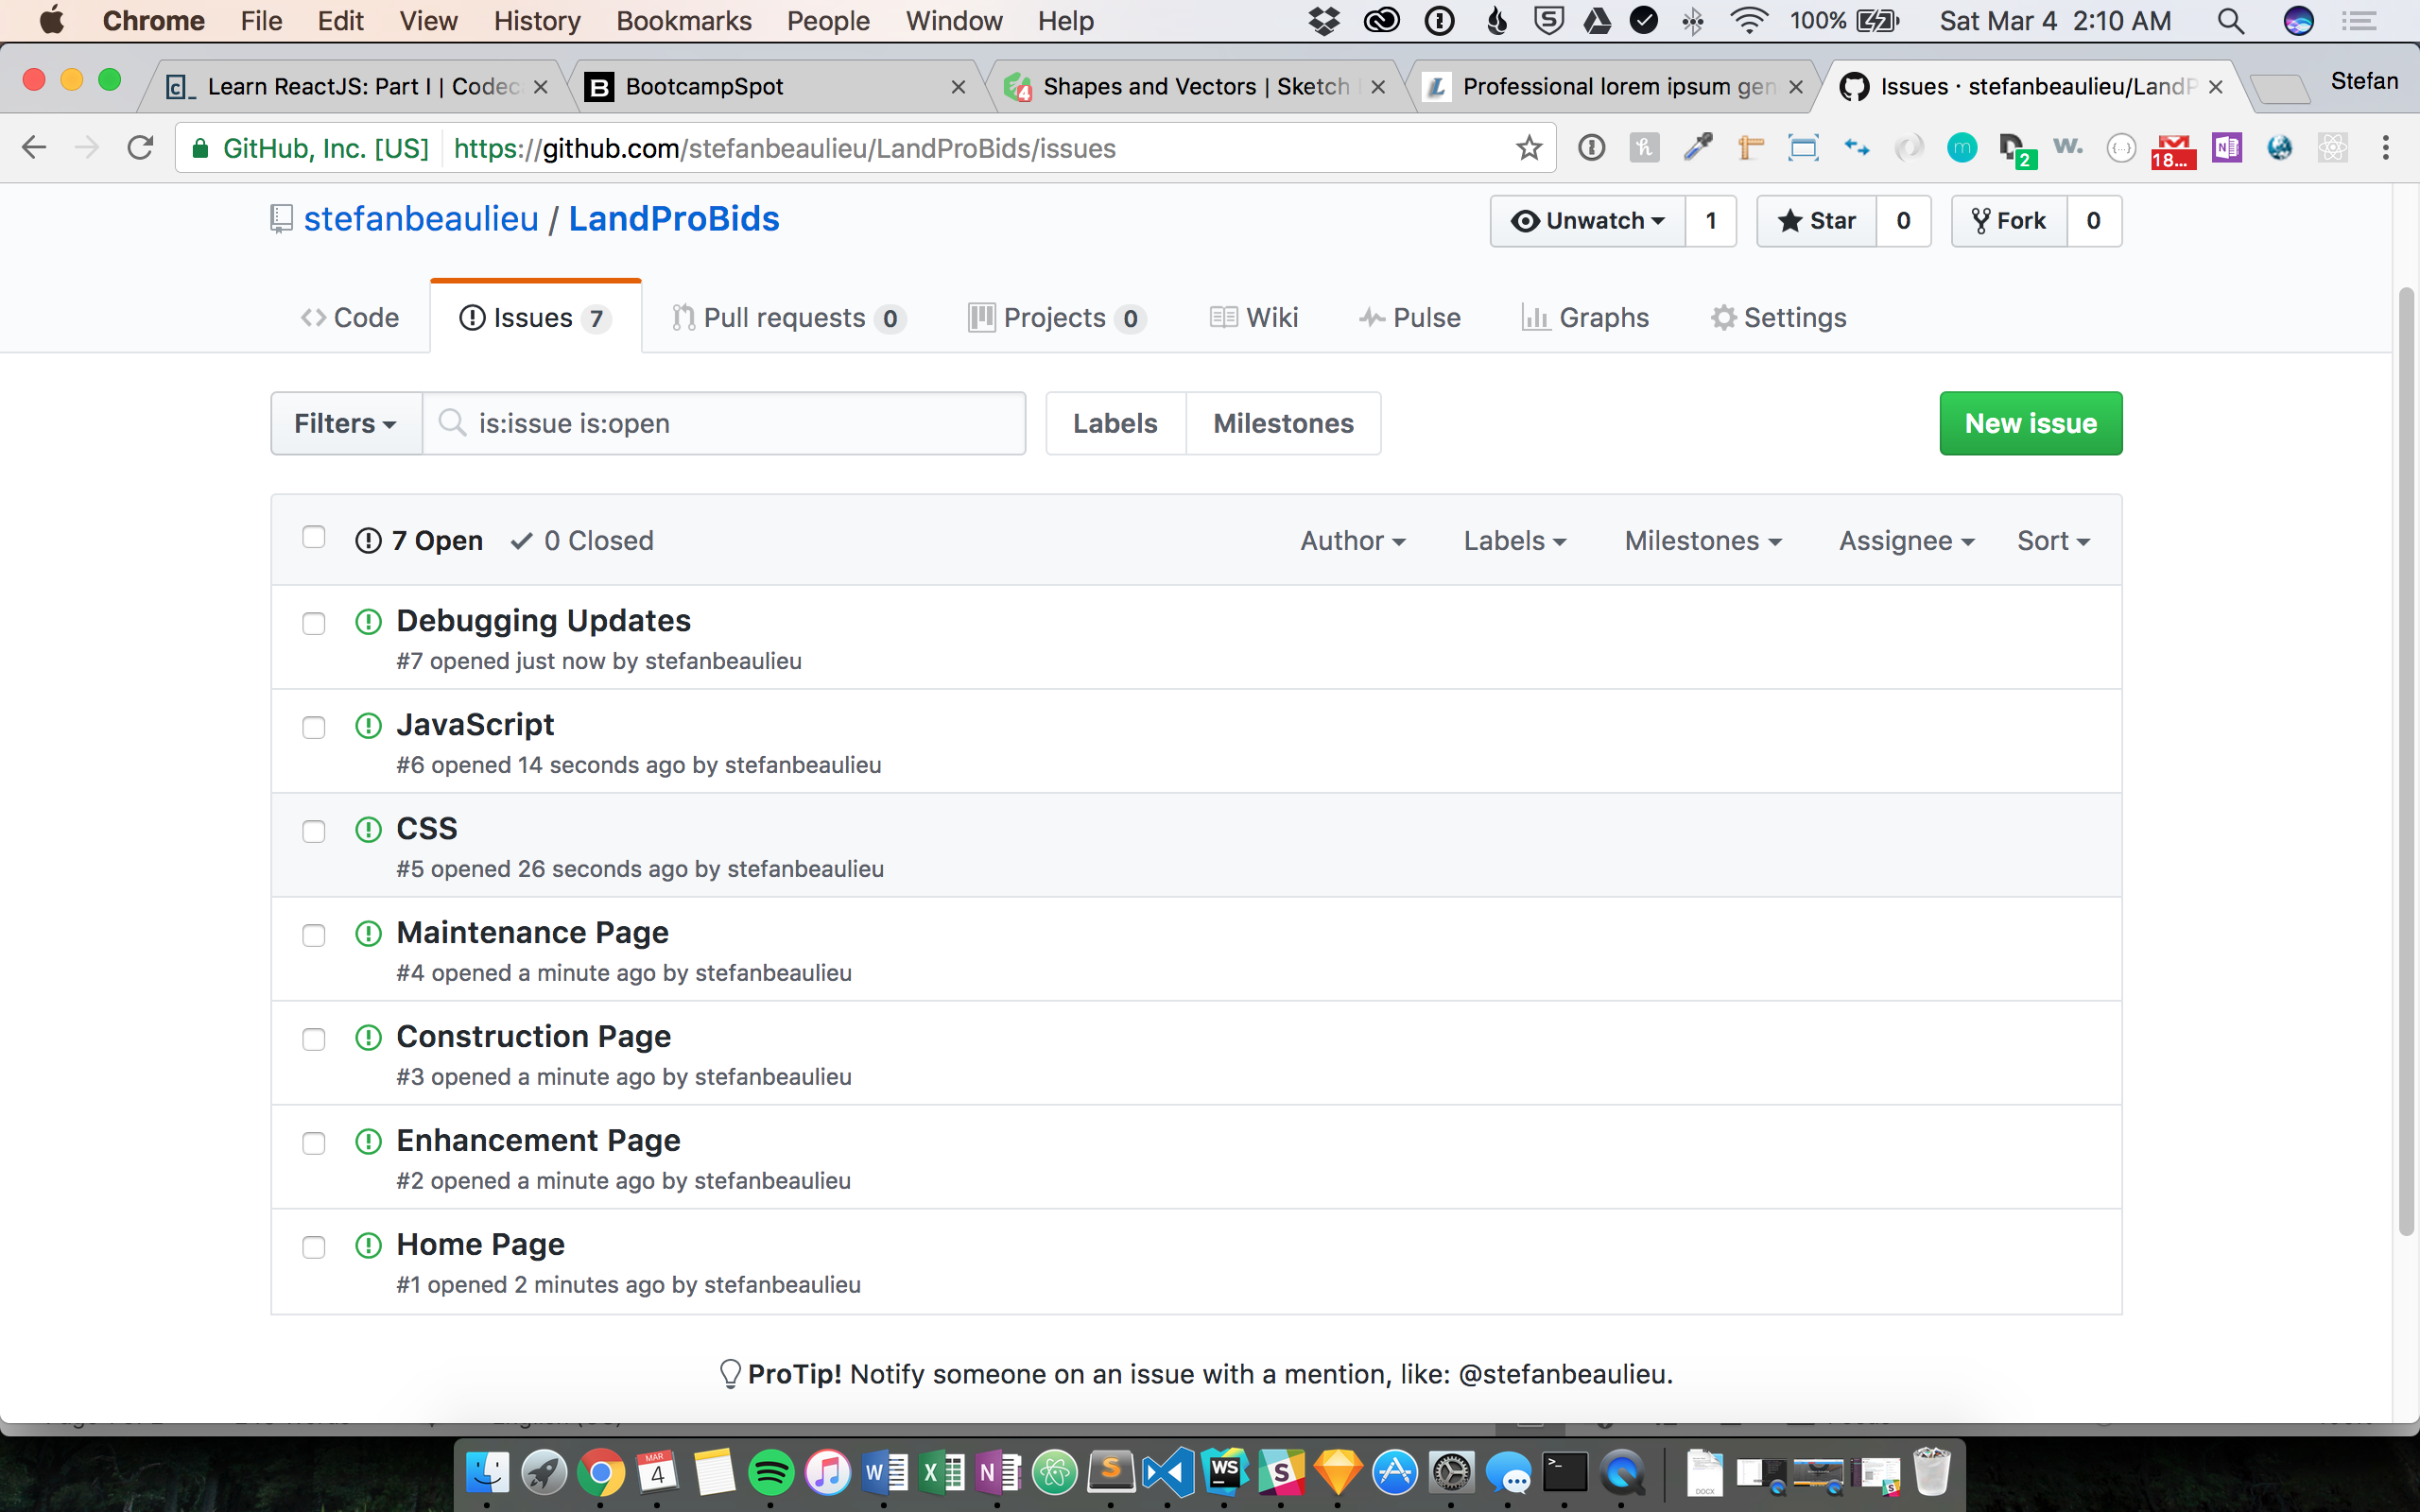 Chrome File Edit View History Bookmarks People Window Help 100% Sat Mar 4 2:10 AM
Learn ReactJS: Part I | Codec BootcampSpot Shapes and Vectors | Sketch Professional lorem ipsum gen Issues · stefanbeaulieu/LandP Stefan
GitHub, Inc. [US] https://github.com/stefanbeaulieu/LandProBids/issues
2 w. 18...
stefanbeaulieu / LandProBids Unwatch 1 Star 0 Fork 0
Code Issues 7 Pull requests 0 Projects 0 Wiki Pulse Graphs Settings
Filters is:issue is:open Labels Milestones New issue
7 Open 0 Closed Author Labels Milestones Assignee Sort
Debugging Updates
#7 opened just now by stefanbeaulieu
JavaScript
#6 opened 14 seconds ago by stefanbeaulieu
CSS
#5 opened 26 seconds ago by stefanbeaulieu
Maintenance Page
#4 opened a minute ago by stefanbeaulieu
Construction Page
#3 opened a minute ago by stefanbeaulieu
Enhancement Page
#2 opened a minute ago by stefanbeaulieu
Home Page
#1 opened 2 minutes ago by stefanbeaulieu
ProTip! Notify someone on an issue with a mention, like: @stefanbeaulieu.
MAR
4 WS DOCX